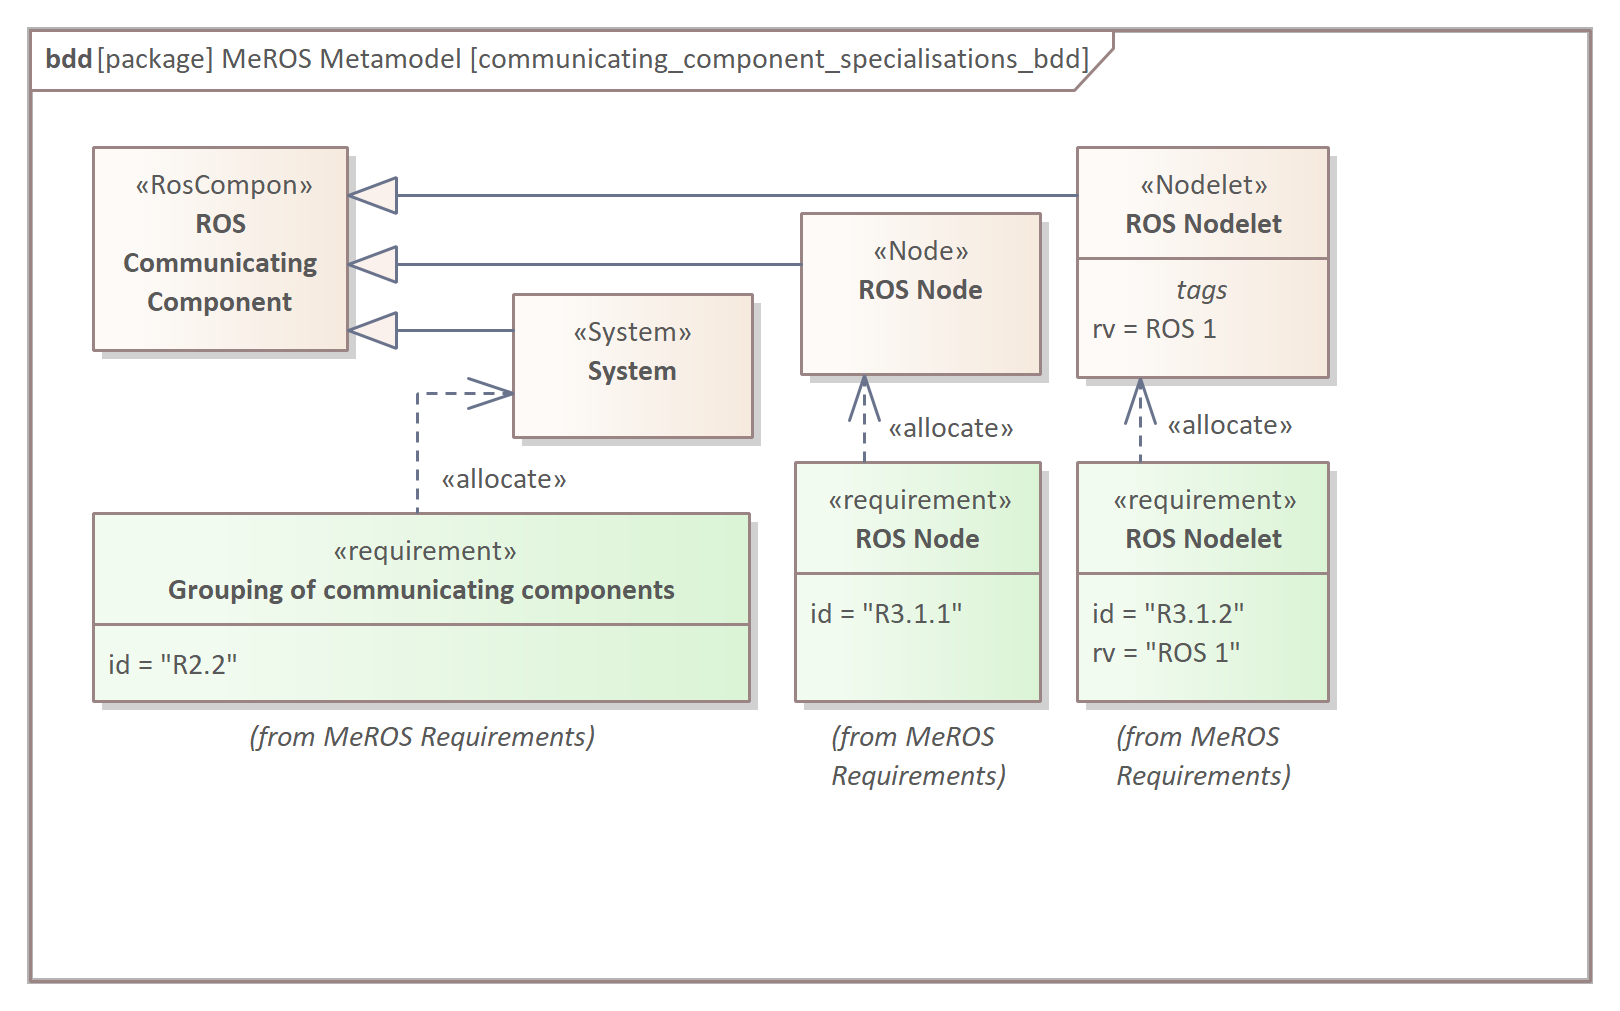 bdd [package] MeROS Metamodel [communicating_component_specialisations_bdd]
«RosCompon»
ROS
Communicating
Component
«Nodelet»
ROS Nodelet
tags
rv = ROS 1
«Node»
ROS Node
«System»
System
«allocate»
«allocate»
«allocate»
«requirement»
Grouping of communicating components
id = "R2.2"
(from MeROS Requirements)
«requirement»
ROS Node
id = "R3.1.1"
(from MeROS
Requirements)
«requirement»
ROS Nodelet
id = "R3.1.2"
rv = "ROS 1"
(from MeROS
Requirements)